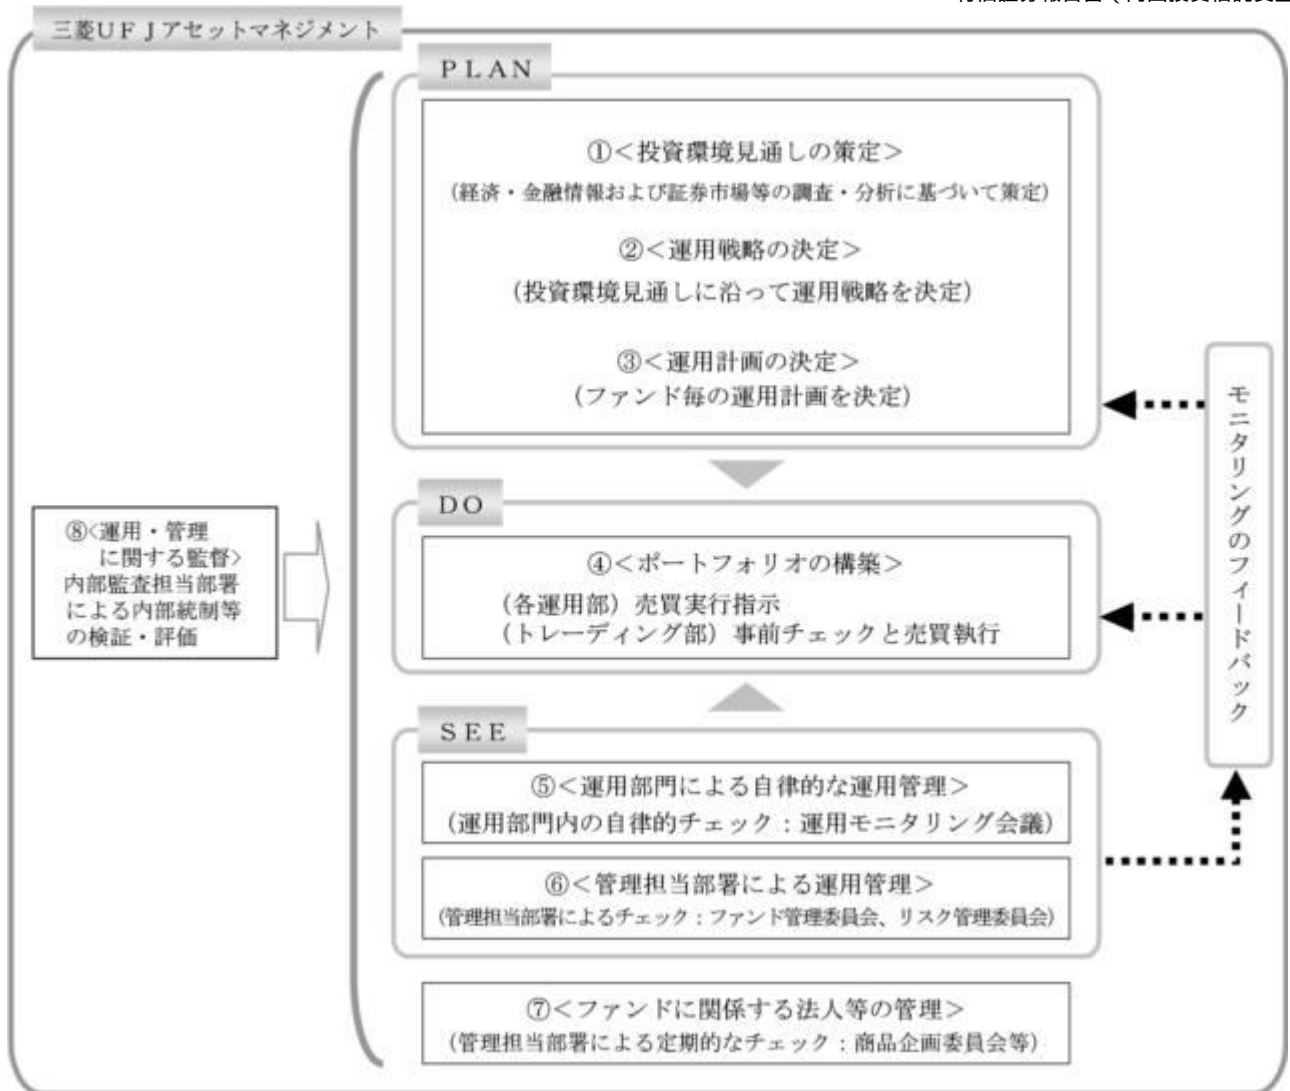 三菱ＵＦＪアセットマネジメント
ＰＬＡＮ
①＜投資環境見通しの策定＞
（経済・金融情報および証券市場等の調査・分析に基づいて策定）
②＜運用戦略の決定＞
（投資環境見通しに沿って運用戦略を決定）
③＜運用計画の決定＞
（ファンド毎の運用計画を決定）
ＤＯ
④＜ポートフォリオの構築＞
（各運用部）売買実行指示
（トレーディング部）事前チェックと売買執行
ＳＥＥ
⑤＜運用部門による自律的な運用管理＞
（運用部門内の自律的チェック：運用モニタリング会議）
⑥＜管理担当部署による運用管理＞
（管理担当部署によるチェック：ファンド管理委員会、リスク管理委員会）
⑦＜ファンドに関係する法人等の管理＞
（管理担当部署による定期的なチェック：商品企画委員会等）
⑧＜運用・管理
に関する監督＞
内部監査担当部署
による内部統制等
の検証・評価
モニタリングのフィードバック